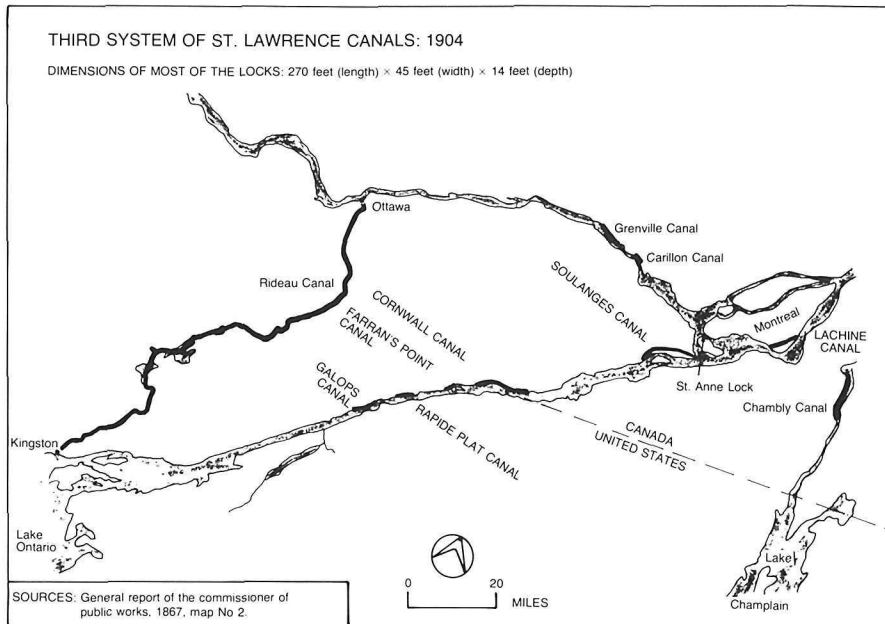 THIRD SYSTEM OF ST. LAWRENCE CANALS: 1904
DIMENSIONS OF MOST OF THE LOCKS: 270 feet (length) × 45 feet (width) × 14 feet (depth)
Ottawa
Grenville Canal
Carillon Canal
Rideau Canal
SOULANGES CANAL
CORNWALL CANAL
FARRAN'S POINT
CANAL
Montreal
LACHINE
CANAL
GALOPS
CANAL
St. Anne Lock
Chambly Canal
RAPIDE PLAT CANAL
Kingston
CANADA
UNITED STATES
Lake
Ontario
Lake
Champlain
0 20
MILES
SOURCES: General report of the commissioner of
public works, 1867, map No 2.